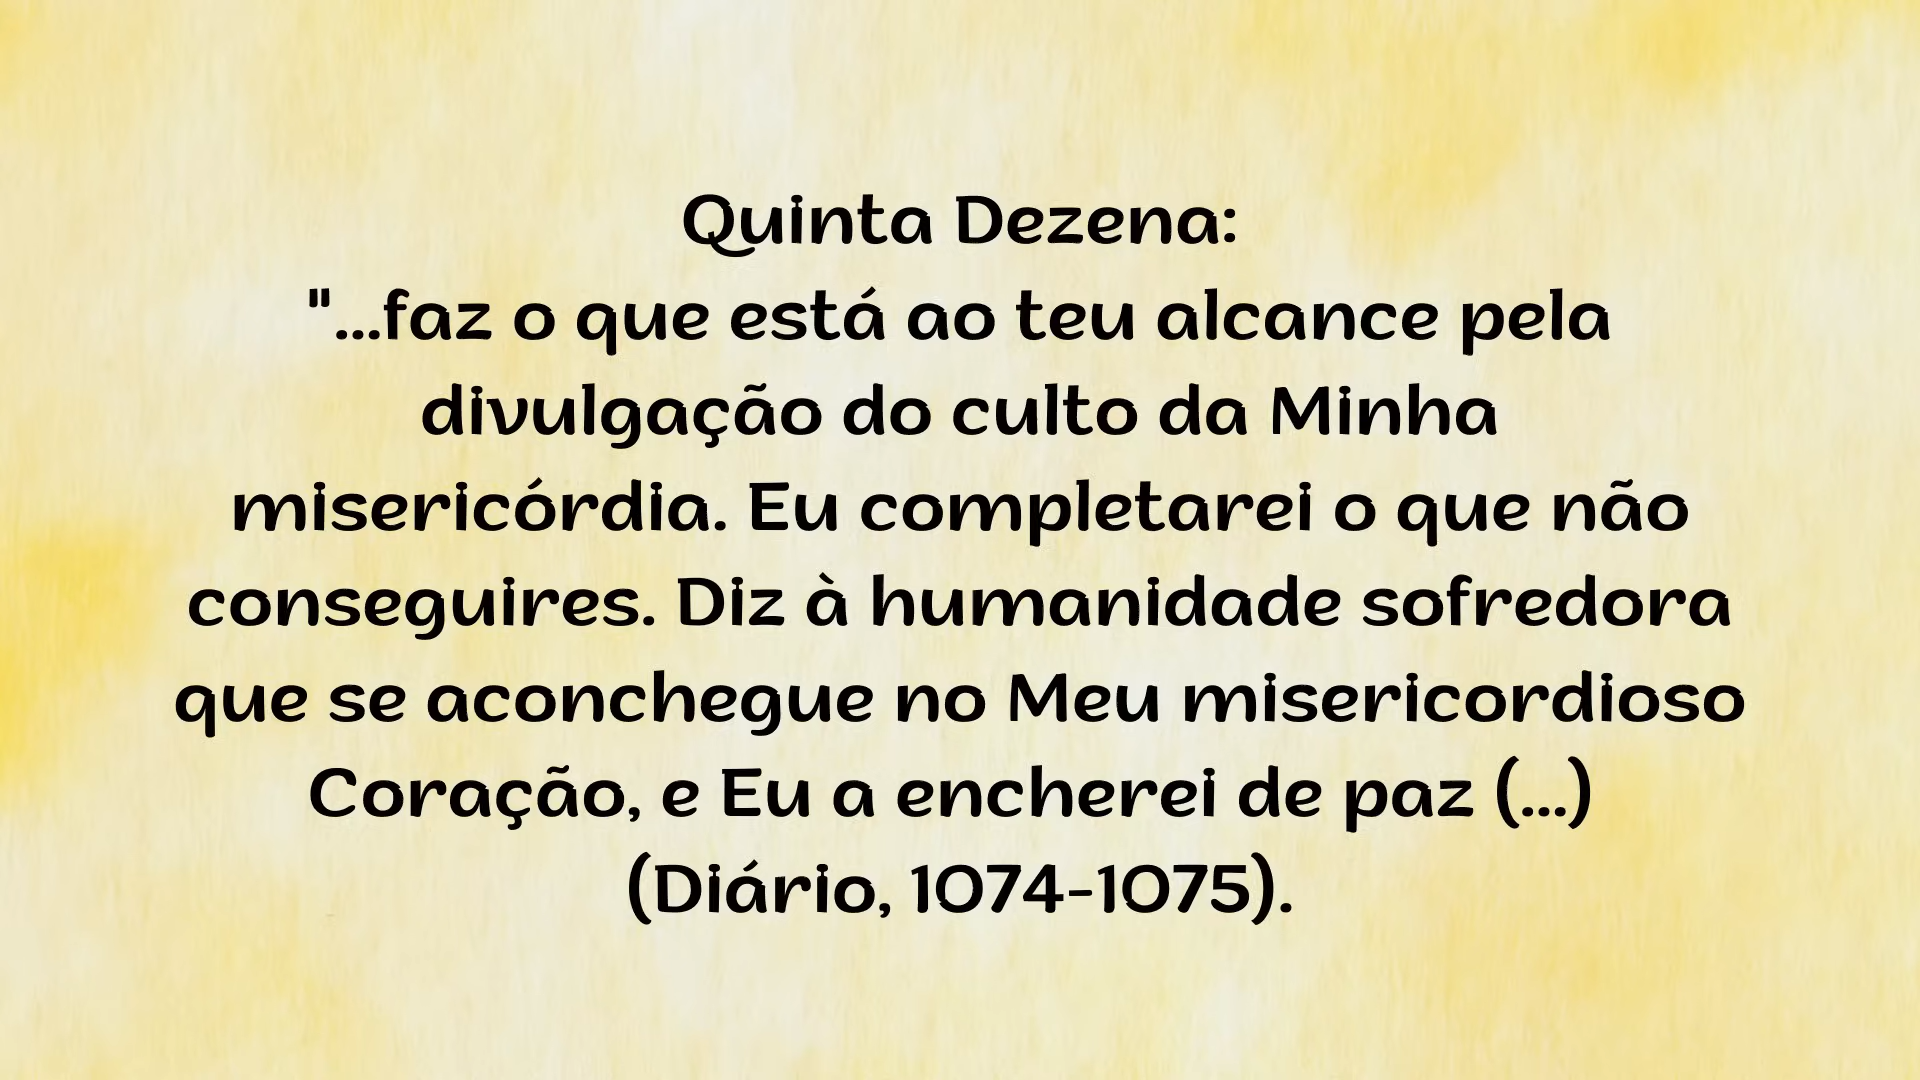 Quinta Dezena:
"...faz o que está ao teu alcance pela
divulgação do culto da Minha
misericórdia. Eu completarei o que não
conseguires. Diz à humanidade sofredora
que se aconchegue no Meu misericordioso
Coração, e Eu a encherei de paz (...)
(Diário, 1074-1075).